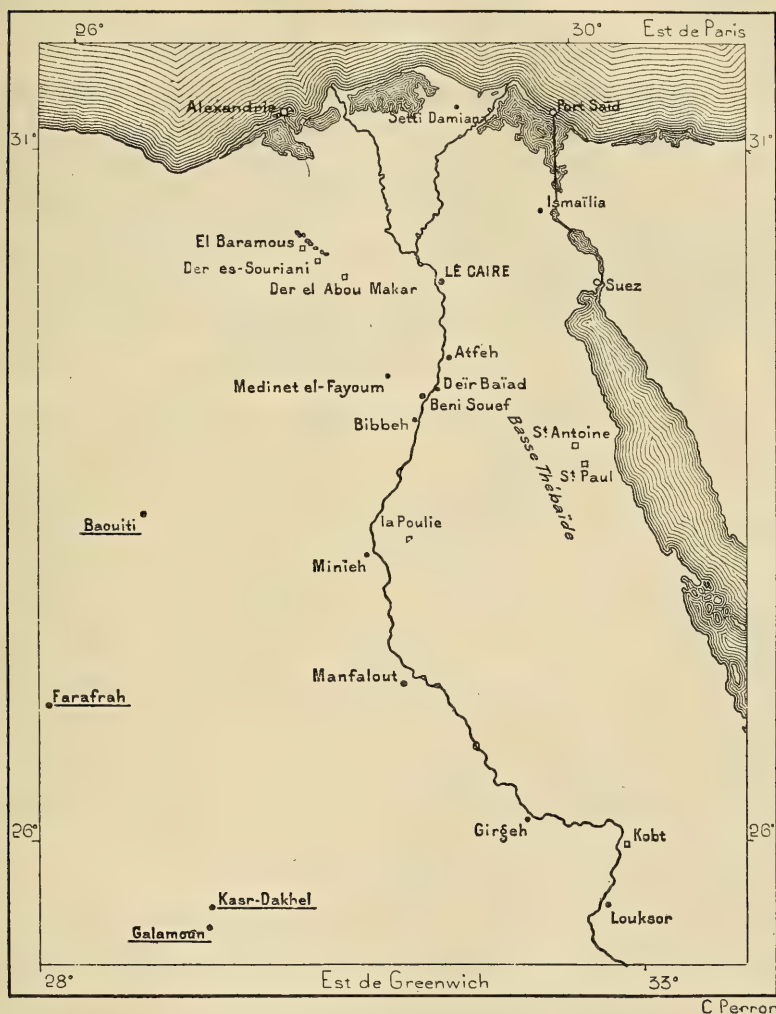 26°
30°
Est de Paris
Alexandrie
Setti Damiana
Port Saïd
31°
31°
Ismaïlia
El Baramous
Der es-Souriani
Der el Abou Makar
LE CAIRE
Suez
Atfeh
Medinet el-Fayoum
Deïr Baïad
Beni Souef
Bibbeh
Basse Thébaïde
St Antoine
St Paul
Baouiti
la Poulie
Minieh
Manfalout
Farafrah
26°
Girgeh
Kobt
26°
Kasr-Dakhel
Louksor
Galamoûn
28°
Est de Greenwich
33°
C Perron